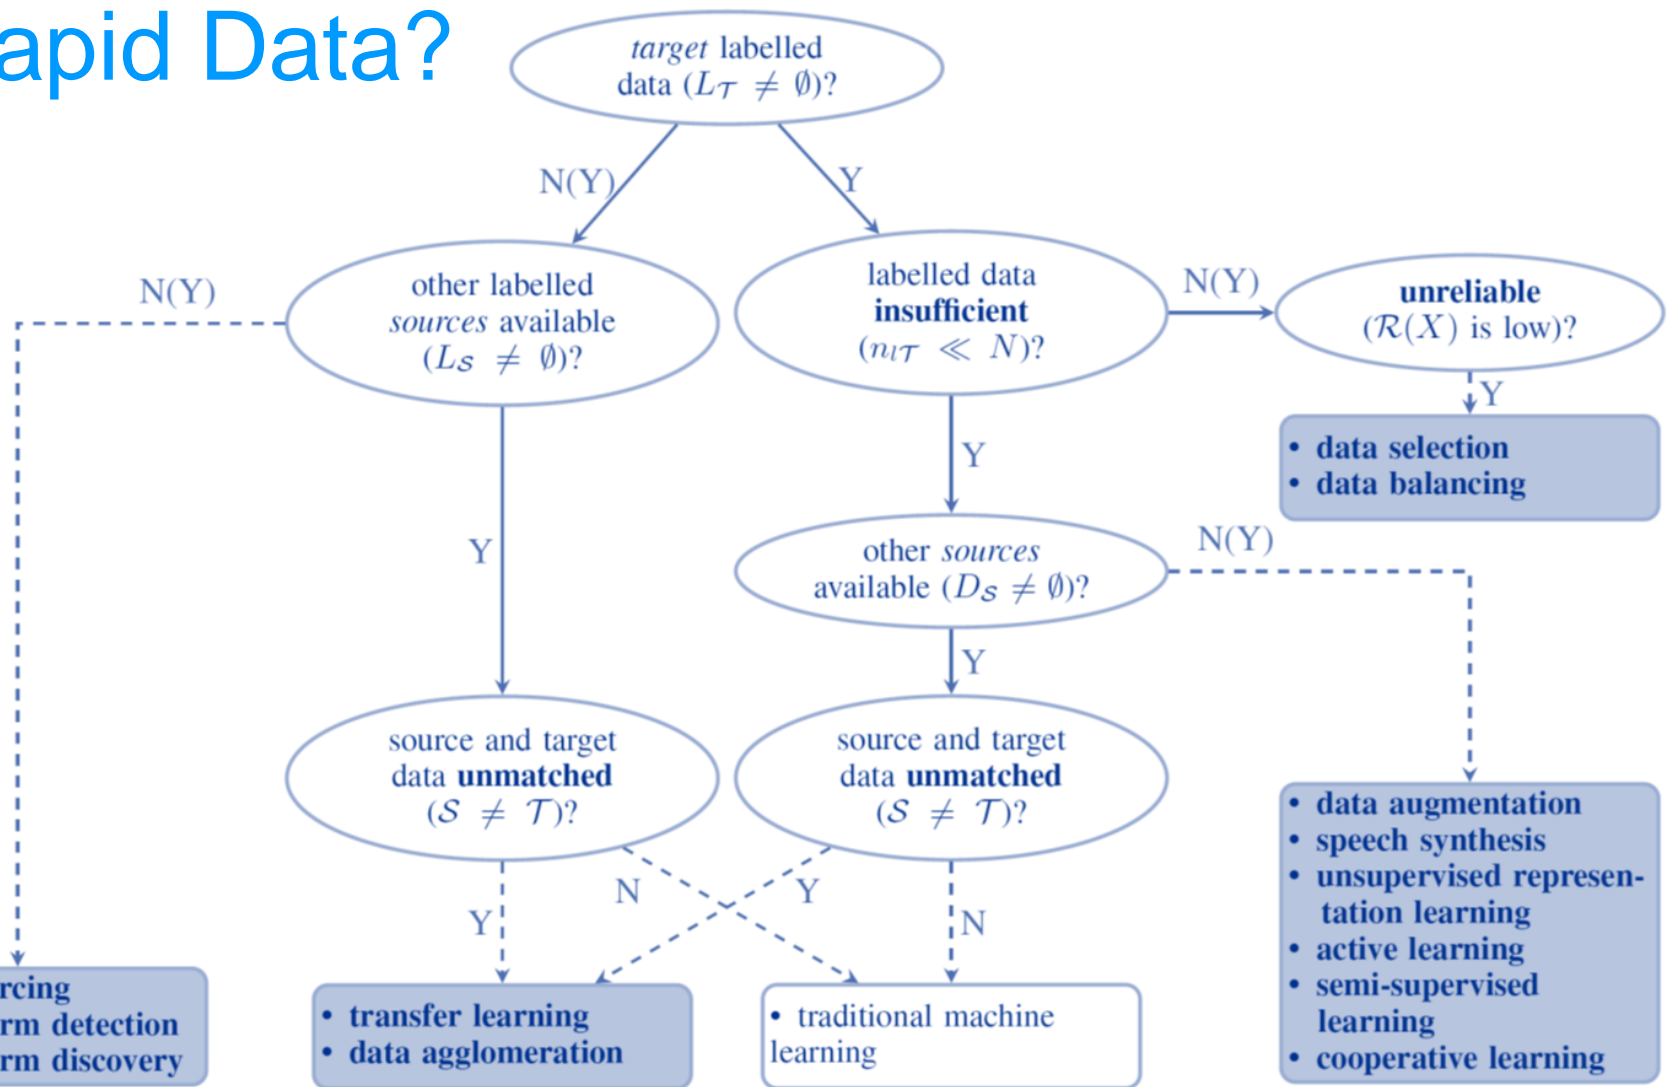 apid Data?
target labelled
data (L𝒯 ≠ ∅)?
N(Y)
Y
other labelled
sources available
(L𝒮 ≠ ∅)?
labelled data
insufficient
(nl𝒯 ≪ N)?
N(Y)
unreliable
(ℛ(X) is low)?
N(Y)
Y
• data selection
• data balancing
Y
Y
other sources
available (D𝒮 ≠ ∅)?
N(Y)
Y
source and target
data unmatched
(𝒮 ≠ 𝒯)?
source and target
data unmatched
(𝒮 ≠ 𝒯)?
Y
N
Y
N
rcing
rm detection
rm discovery
• transfer learning
• data agglomeration
• traditional machine
learning
• data augmentation
• speech synthesis
• unsupervised represen-
tation learning
• active learning
• semi-supervised
learning
• cooperative learning